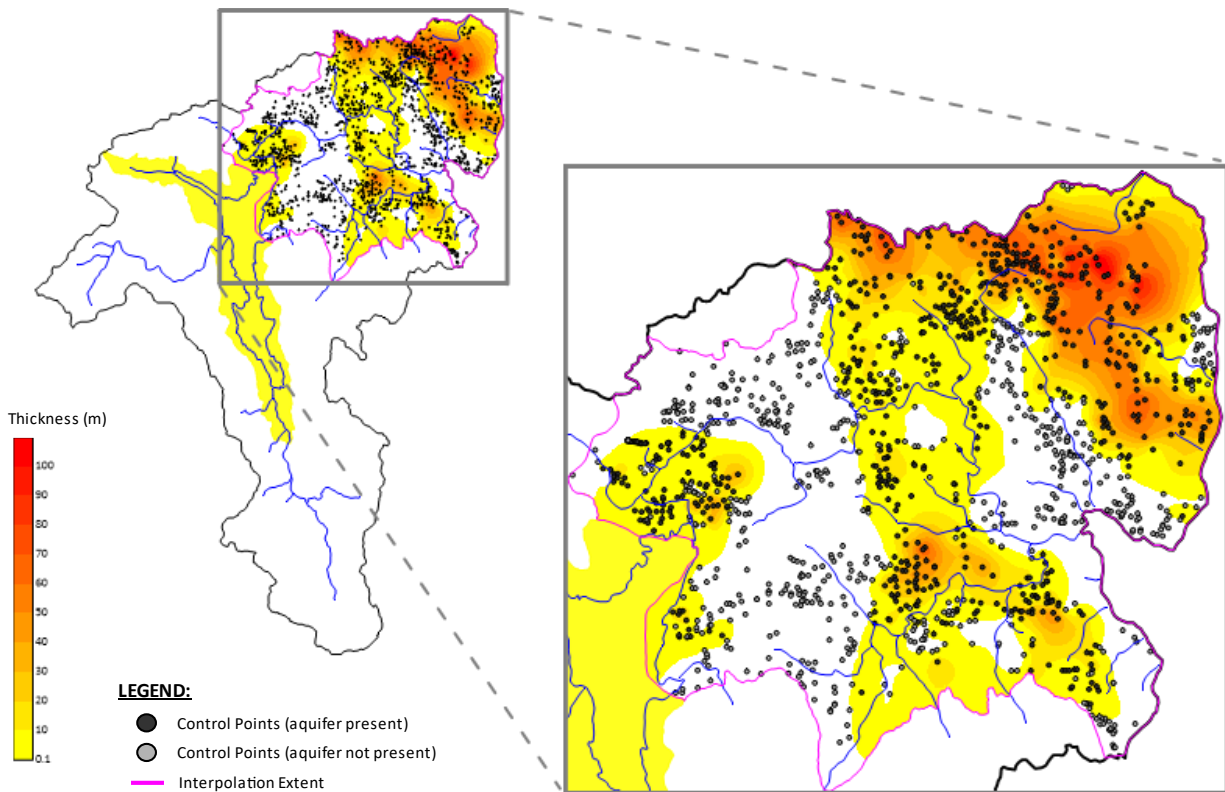 Thickness (m)
100
90
80
70
60
50
40
30
20
10
0.1
LEGEND:
Control Points (aquifer present)
Control Points (aquifer not present)
Interpolation Extent